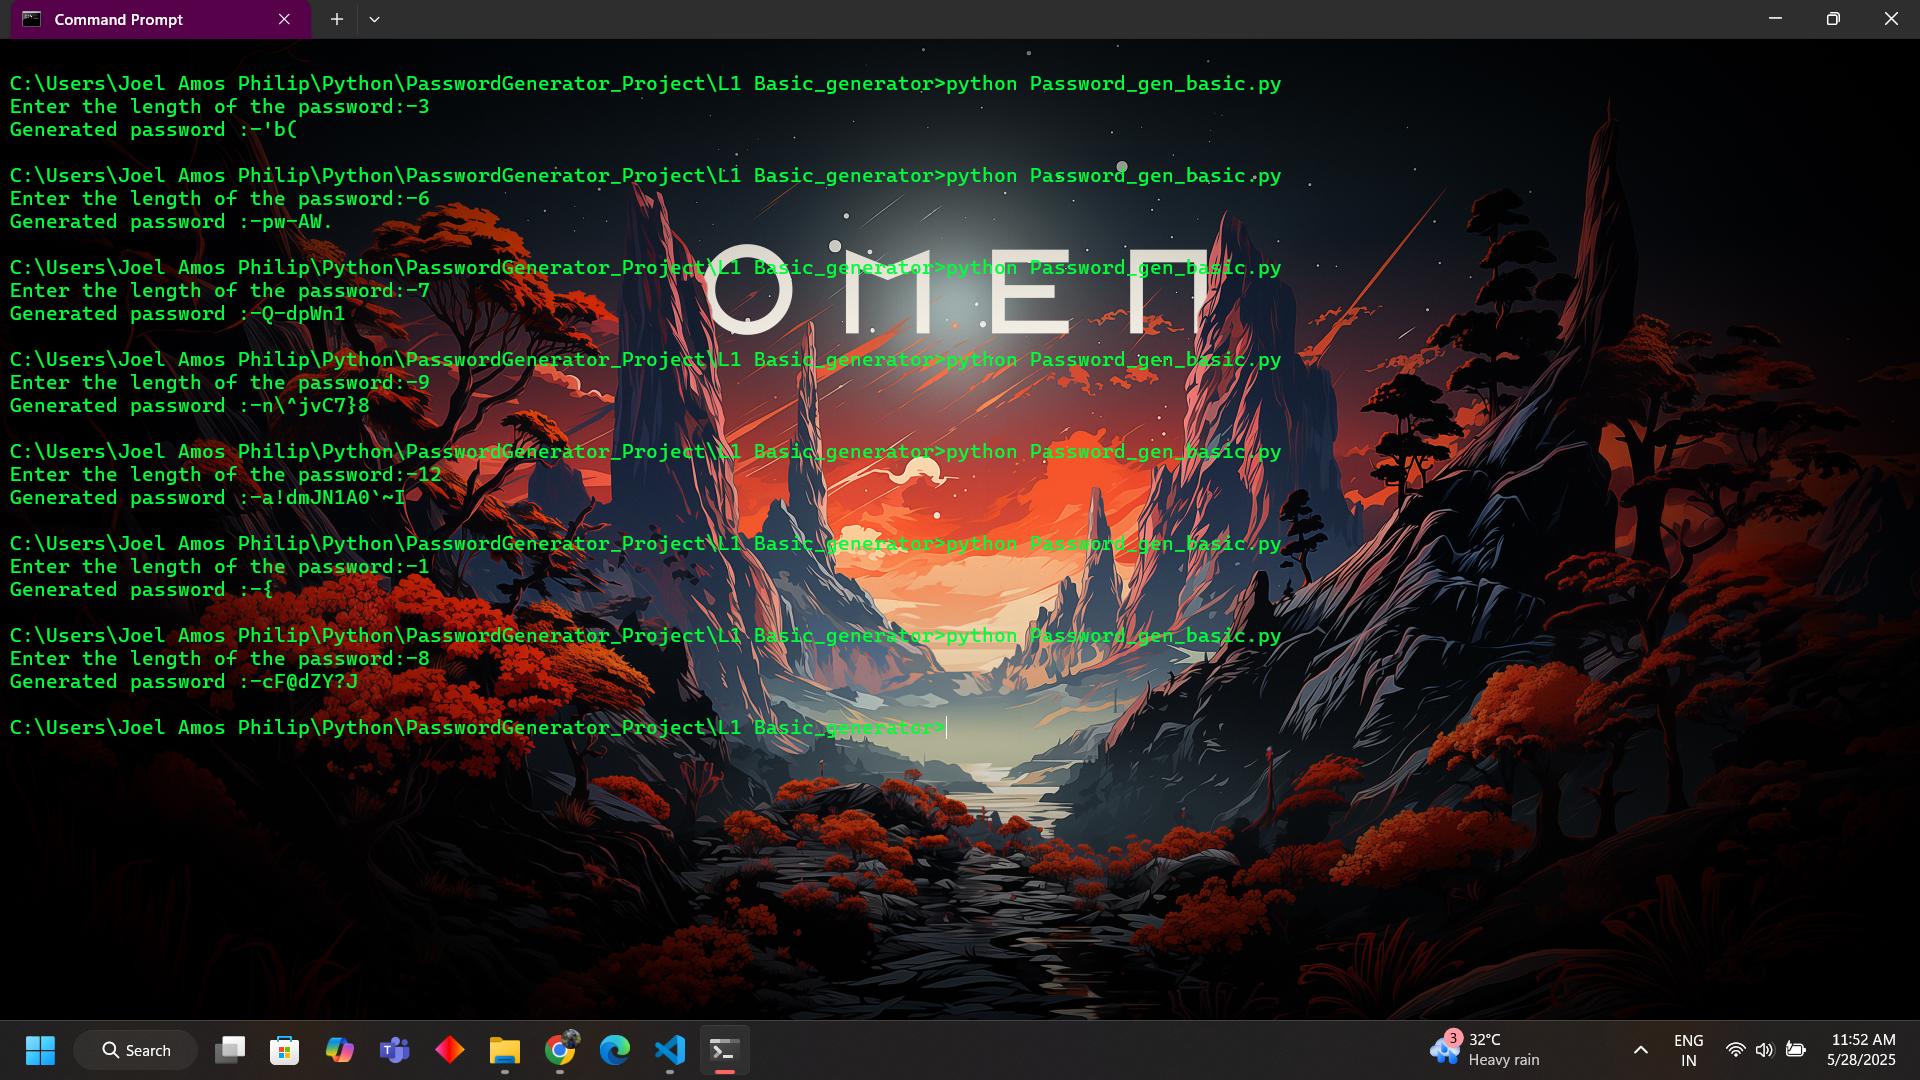 Command Prompt
C:\Users\Joel Amos Philip\Python\PasswordGenerator_Project\L1 Basic_generator>python Password_gen_basic.py
Enter the length of the password:-3
Generated password :-'b(
C:\Users\Joel Amos Philip\Python\PasswordGenerator_Project\L1 Basic_generator>python Password_gen_basic.py
Enter the length of the password:-6
Generated password :-pw-AW.
C:\Users\Joel Amos Philip\Python\PasswordGenerator_Project\L1 Basic_generator>python Password_gen_basic.py
Enter the length of the password:-7
Generated password :-Q-dpWn1
C:\Users\Joel Amos Philip\Python\PasswordGenerator_Project\L1 Basic_generator>python Password_gen_basic.py
Enter the length of the password:-9
Generated password :-n\^jvC7}8
C:\Users\Joel Amos Philip\Python\PasswordGenerator_Project\L1 Basic_generator>python Password_gen_basic.py
Enter the length of the password:-12
Generated password :-a!dmJN1A0`~I
C:\Users\Joel Amos Philip\Python\PasswordGenerator_Project\L1 Basic_generator>python Password_gen_basic.py
Enter the length of the password:-1
Generated password :-{
C:\Users\Joel Amos Philip\Python\PasswordGenerator_Project\L1 Basic_generator>python Password_gen_basic.py
Enter the length of the password:-8
Generated password :-cF@dZY?J
C:\Users\Joel Amos Philip\Python\PasswordGenerator_Project\L1 Basic_generator>
OMEN
Search
3
32°C
Heavy rain
ENG
IN
11:52 AM
5/28/2025